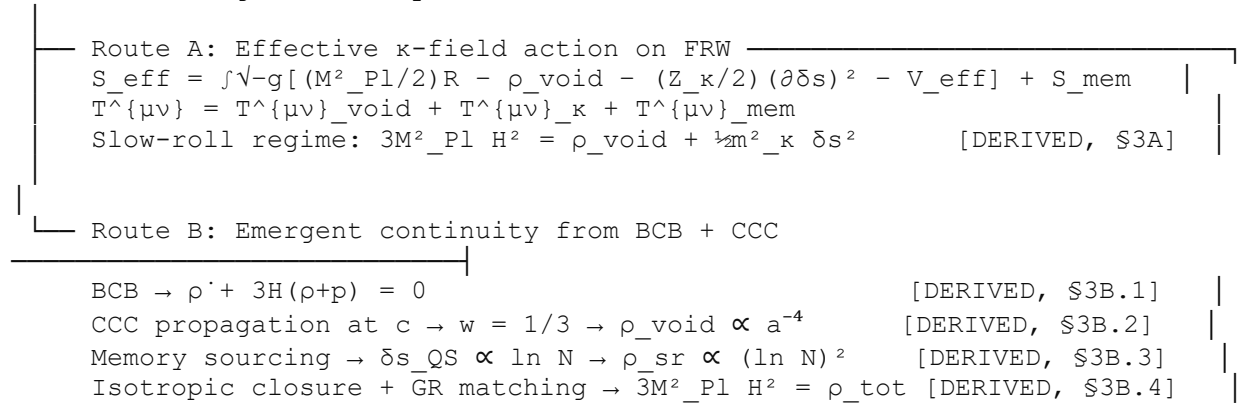 Route A: Effective κ-field action on FRW
S_eff = ∫√−g[(M²_Pl/2)R − ρ_void − (Z_κ/2)(∂δs)² − V_eff] + S_mem
T^{μν} = T^{μν}_void + T^{μν}_κ + T^{μν}_mem
Slow-roll regime: 3M²_Pl H² = ρ_void + ½m²_κ δs² [DERIVED, §3A]
Route B: Emergent continuity from BCB + CCC
BCB → ρ˙+ 3H(ρ+p) = 0 [DERIVED, §3B.1]
CCC propagation at c → w = 1/3 → ρ_void ∝ a⁻⁴ [DERIVED, §3B.2]
Memory sourcing → δs_QS ∝ ln N → ρ_sr ∝ (ln N)² [DERIVED, §3B.3]
Isotropic closure + GR matching → 3M²_Pl H² = ρ_tot [DERIVED, §3B.4]